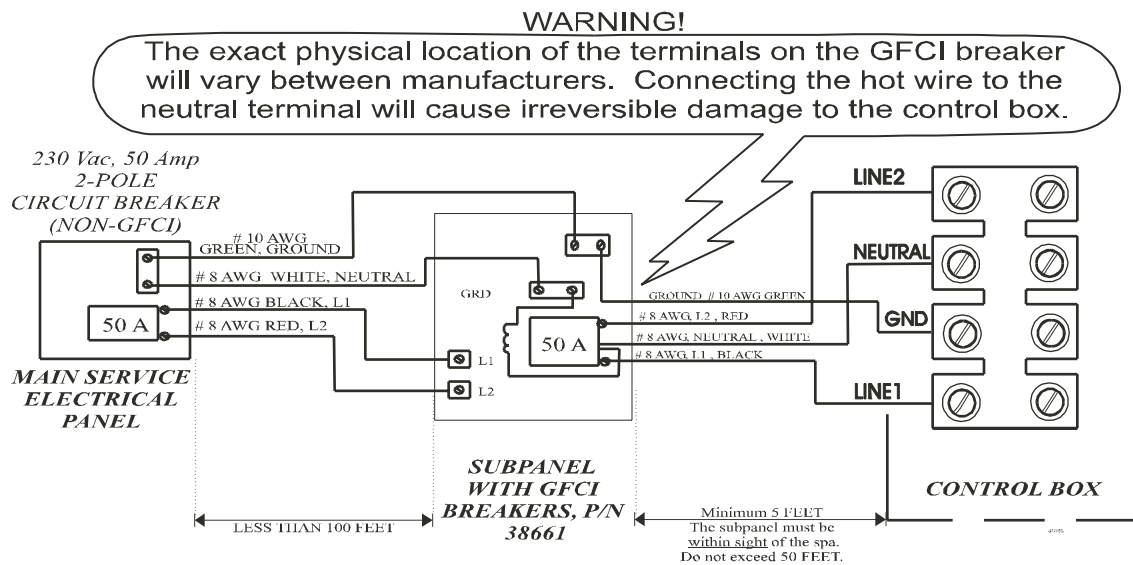 WARNING!
The exact physical location of the terminals on the GFCI breaker
will vary between manufacturers. Connecting the hot wire to the
neutral terminal will cause irreversible damage to the control box.
230 Vac, 50 Amp
2-POLE
CIRCUIT BREAKER
(NON-GFCI)
# 10 AWG
GREEN, GROUND
# 8 AWG WHITE, NEUTRAL
# 8 AWG BLACK, L1
# 8 AWG RED, L2
50 A
MAIN SERVICE
ELECTRICAL
PANEL
GRD
L1
L2
50 A
GROUND # 10 AWG GREEN
# 8 AWG, L2 , RED
# 8 AWG, NEUTRAL , WHITE
# 8 AWG, L1 , BLACK
LINE2
NEUTRAL
GND
LINE1
SUBPANEL
WITH GFCI
BREAKERS, P/N
38661
CONTROL BOX
LESS THAN 100 FEET
Minimum 5 FEET
The subpanel must be
within sight of the spa.
Do not exceed 50 FEET.